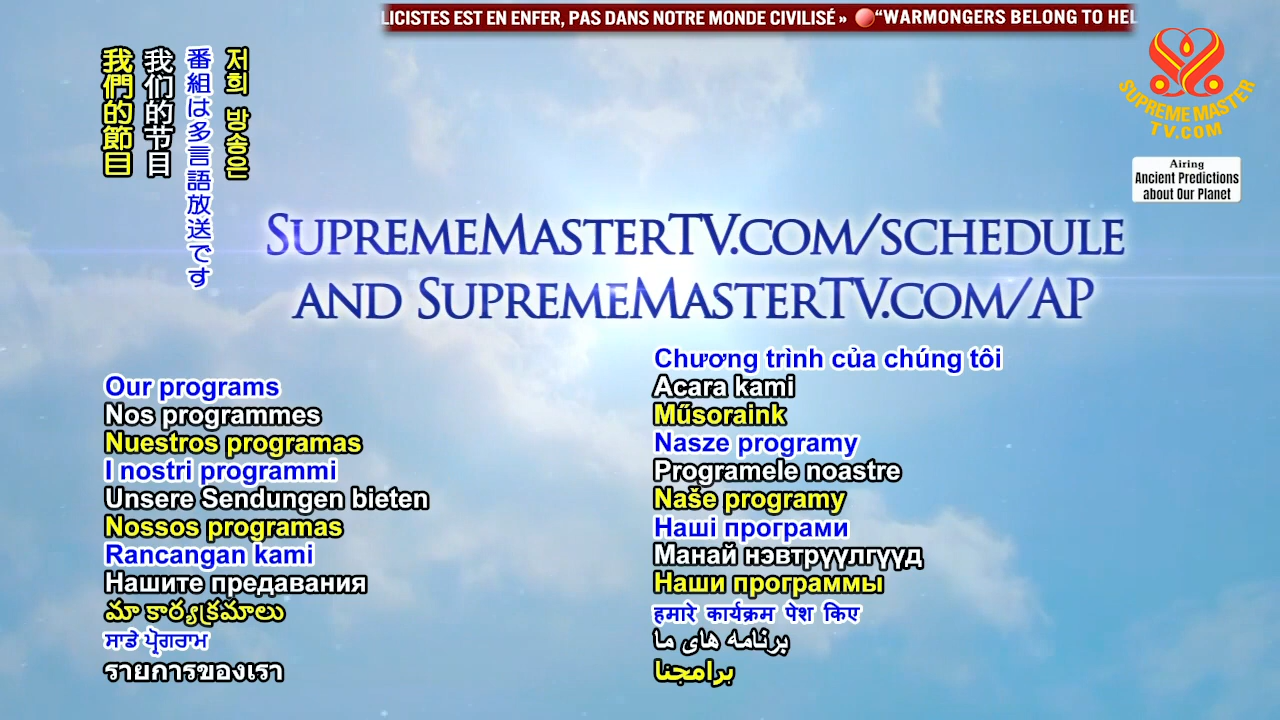 LICISTES EST EN ENFER, PAS DANS NOTRE MONDE CIVILISÉ » 🔴“WARMONGERS BELONG TO HEL
SUPREME MASTER
TV.COM
Airing
Ancient Predictions
about Our Planet
我們的節目
我们的节目
番組は多言語放送です
저희 방송은
SUPREMEMASTERTV.COM/SCHEDULE
AND SUPREMEMASTERTV.COM/AP
Our programs
Nos programmes
Nuestros programas
I nostri programmi
Unsere Sendungen bieten
Nossos programas
Rancangan kami
Нашите предавания
మా కార్యక్రమాలు
ਸਾਡੇ ਪ੍ਰੋਗਰਾਮ
รายการของเรา
Chương trình của chúng tôi
Acara kami
Műsoraink
Nasze programy
Programele noastre
Naše programy
Наші програми
Манай нэвтрүүлгүүд
Наши программы
हमारे कार्यक्रम पेश किए
برنامه های ما
برامجنا